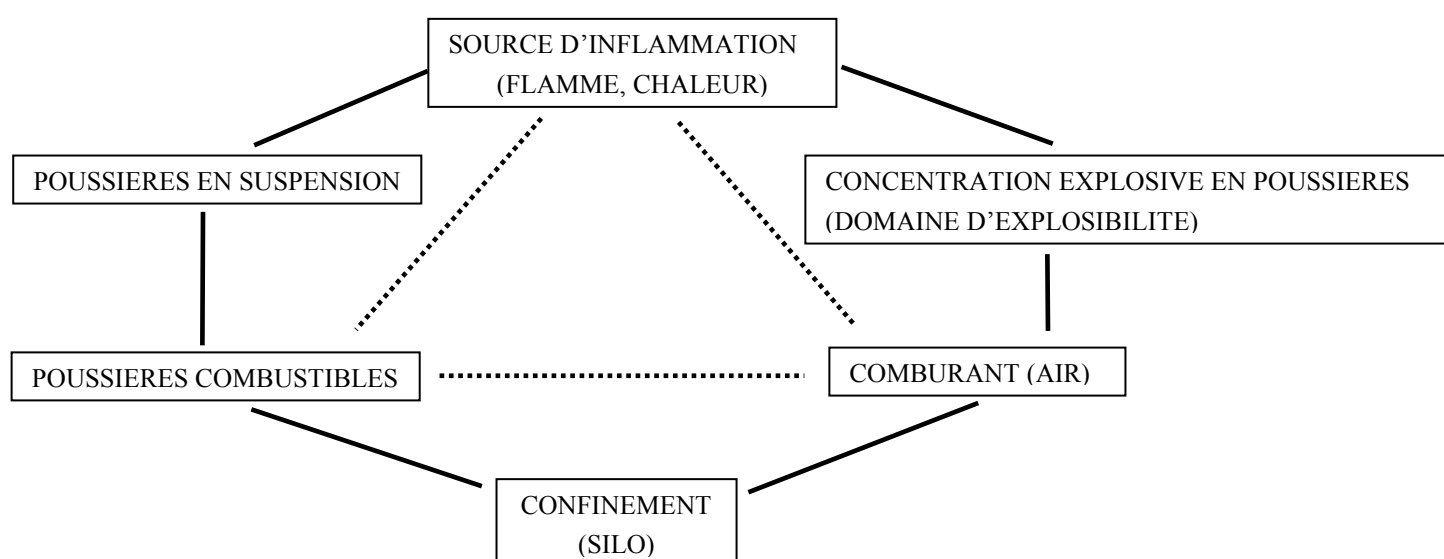 SOURCE D’INFLAMMATION
(FLAMME, CHALEUR)
POUSSIERES EN SUSPENSION
CONCENTRATION EXPLOSIVE EN POUSSIERES
(DOMAINE D’EXPLOSIBILITE)
POUSSIERES COMBUSTIBLES
COMBURANT (AIR)
CONFINEMENT
(SILO)